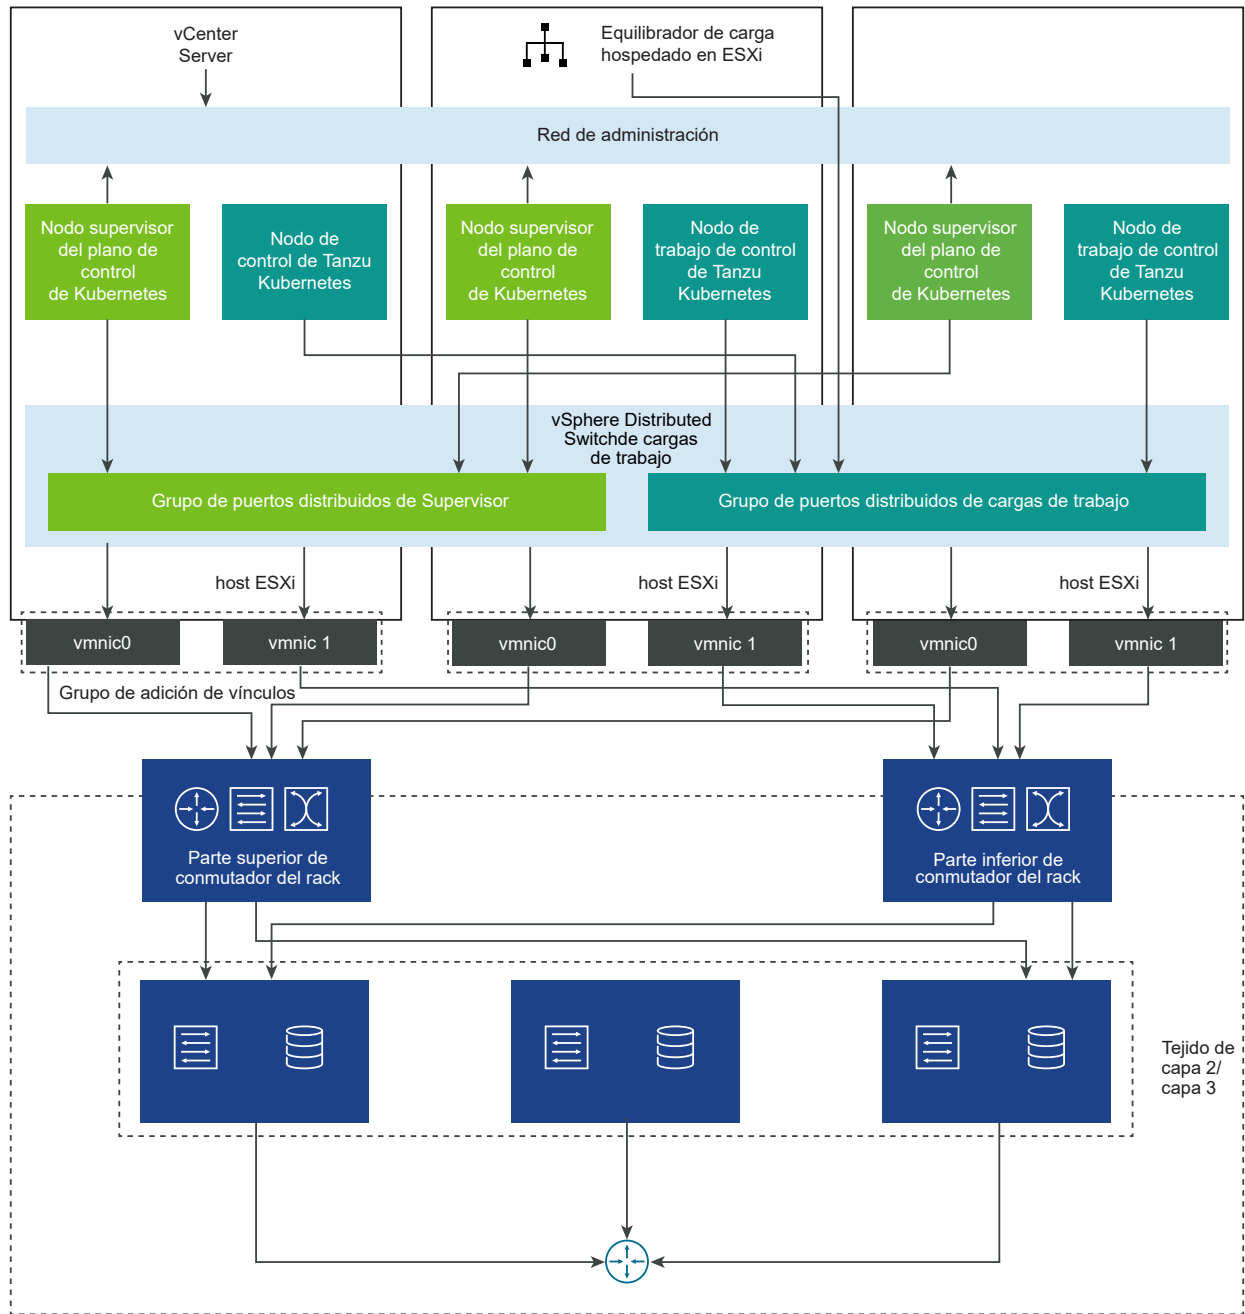 vCenter
Server
Equilibrador de carga
hospedado en ESXi
Red de administración
Nodo supervisor
del plano de
control
de Kubernetes
Nodo de
control de Tanzu
Kubernetes
Nodo supervisor
del plano de
control
de Kubernetes
Nodo de
trabajo de control
de Tanzu
Kubernetes
Nodo supervisor
del plano de
control
de Kubernetes
Nodo de
trabajo de control
de Tanzu
Kubernetes
vSphere Distributed
Switchde cargas
de trabajo
Grupo de puertos distribuidos de Supervisor
Grupo de puertos distribuidos de cargas de trabajo
host ESXi
host ESXi
host ESXi
vmnic0
vmnic 1
vmnic0
vmnic 1
vmnic0
vmnic 1
Grupo de adición de vínculos
Parte superior de
conmutador del rack
Parte inferior de
conmutador del rack
Tejido de
capa 2/
capa 3